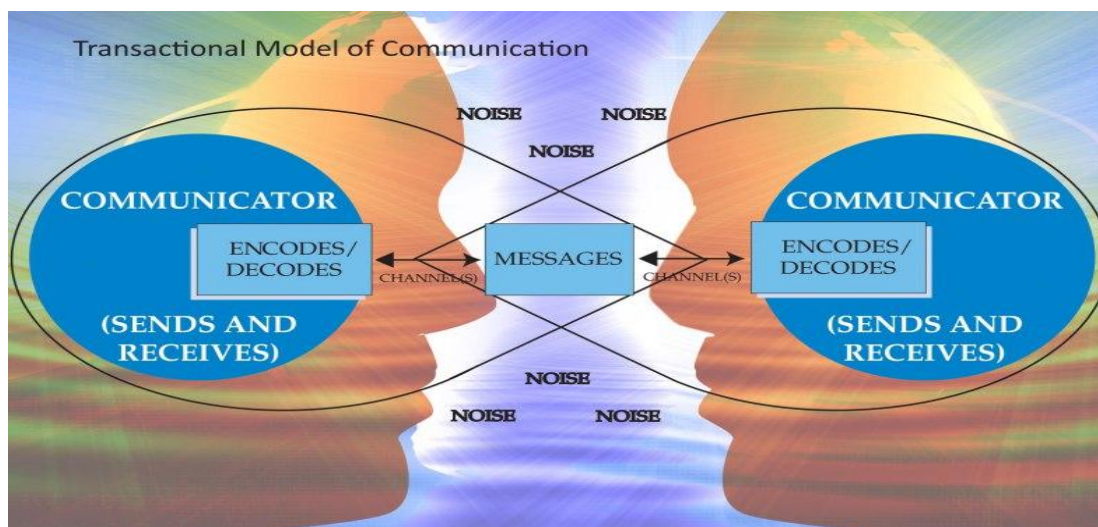 Transactional Model of Communication
NOISE NOISE
NOISE
COMMUNICATOR
ENCODES/
DECODES
(SENDS AND
RECEIVES)
CHANNEL(S)
MESSAGES
CHANNEL(S)
COMMUNICATOR
ENCODES/
DECODES
(SENDS AND
RECEIVES)
NOISE
NOISE NOISE